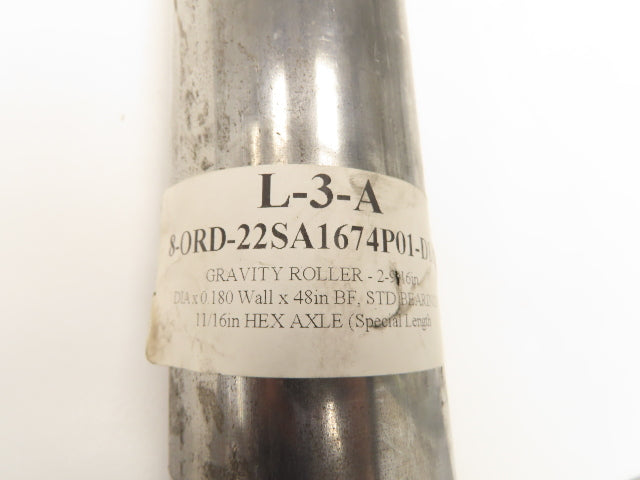 L-3-A
8-ORD-22SA1674P01-D
GRAVITY ROLLER - 2-9/16in
DIA x 0.180 Wall x 48in BF, STD BEARIN
11/16in HEX AXLE (Special Length